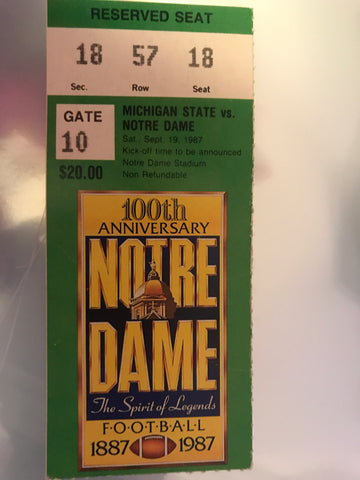 RESERVED SEAT
18 57 18
Sec. Row Seat
GATE
10
$20.00
MICHIGAN STATE vs.
NOTRE DAME
Sat. Sept. 19, 1987
Kick-off time to be announced
Notre Dame Stadium
Non Refundable
100th
ANNIVERSARY
NOTRE
DAME
The Spirit of Legends
F·O·O·T·B·A·L·L
1887 1987